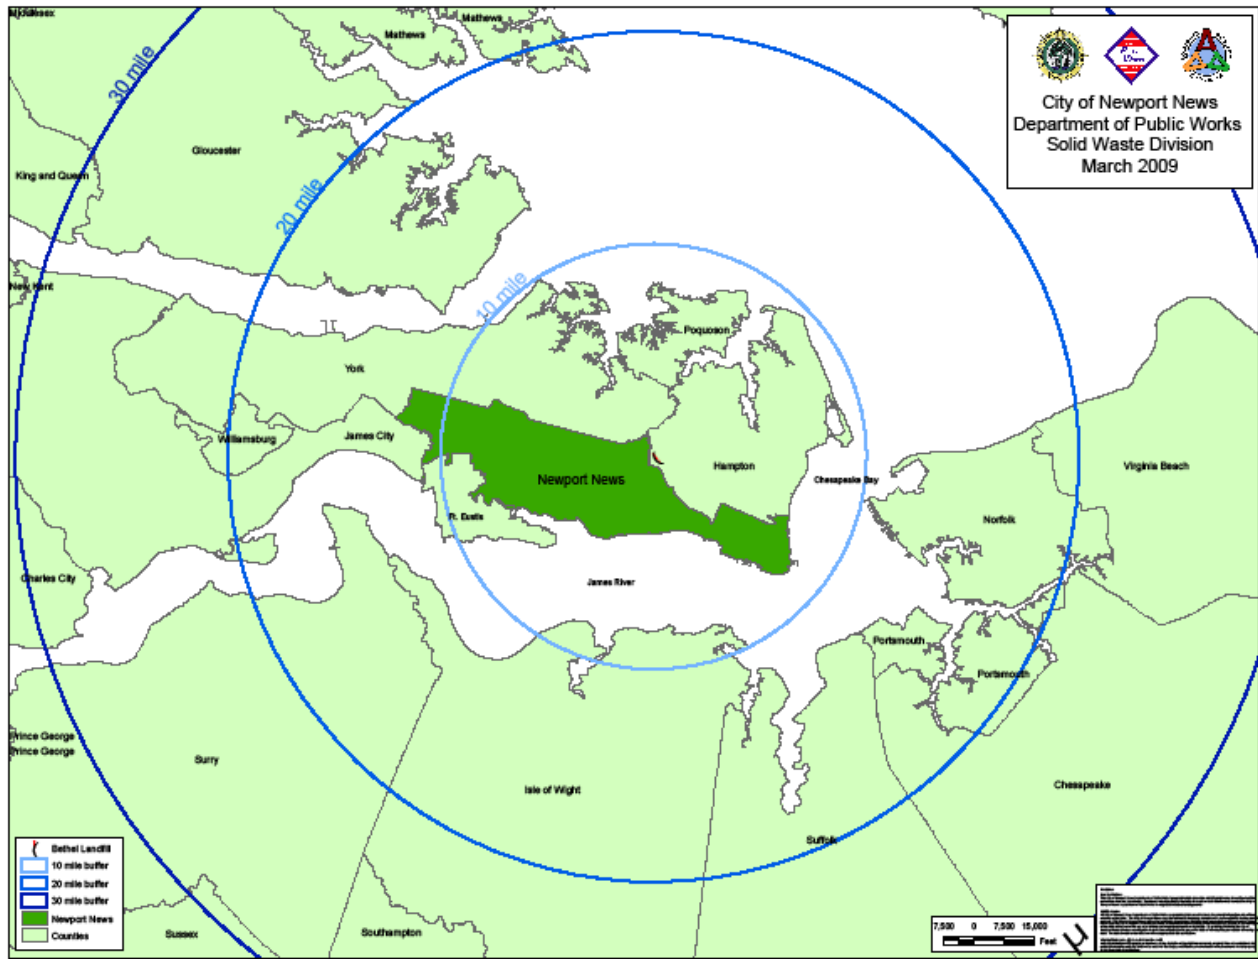 Middlesex
Mathews
Mathews
30 mile
City of Newport News
Department of Public Works
Solid Waste Division
March 2009
Gloucester
King and Queen
20 mile
New Kent
10 mile
Poquoson
York
Williamsburg
James City
Hampton
Virginia Beach
Newport News
Chesapeake Bay
Ft. Eustis
Norfolk
Charles City
James River
Portsmouth
Portsmouth
Prince George
Prince George
Surry
Isle of Wight
Chesapeake
Suffolk
Bethel Landfill
10 mile buffer
20 mile buffer
30 mile buffer
Newport News
Counties
Sussex
Southampton
7,500 0 7,500 15,000
Feet